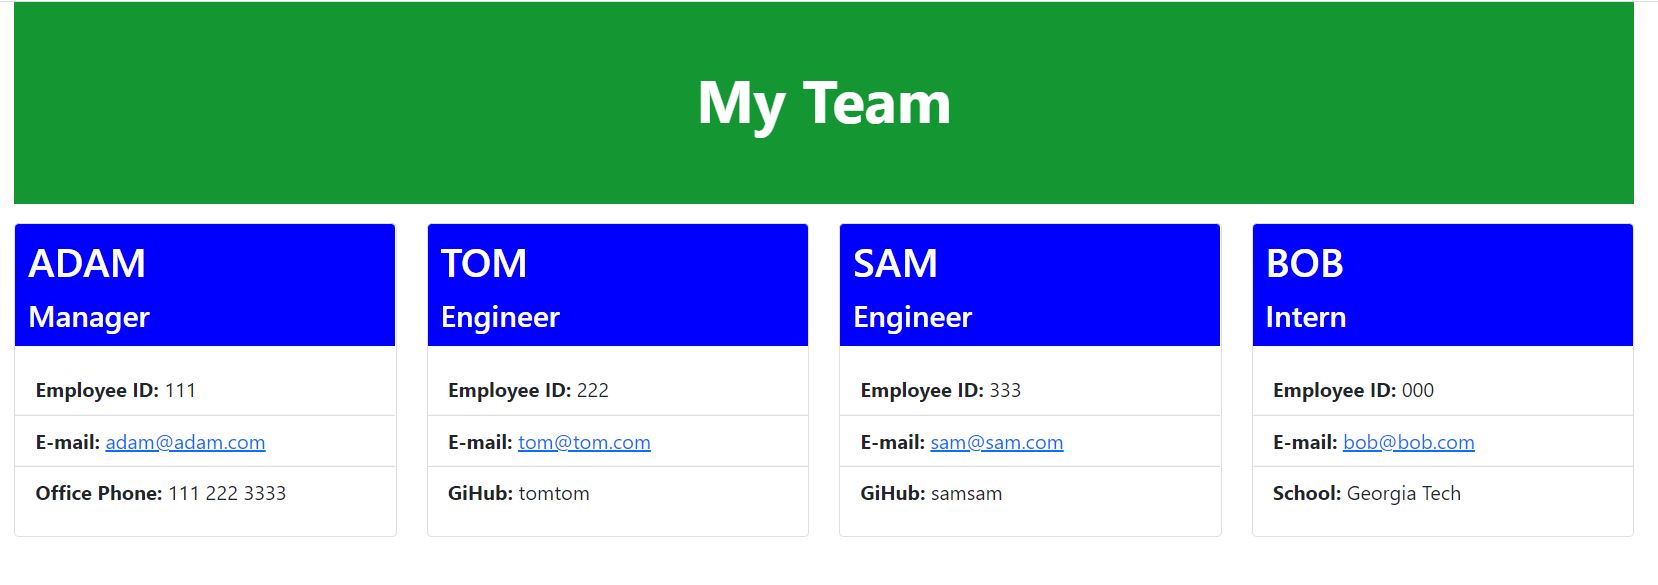 My Team
ADAM
Manager
Employee ID: 111
E-mail: adam@adam.com
Office Phone: 111 222 3333
TOM
Engineer
Employee ID: 222
E-mail: tom@tom.com
GiHub: tomtom
SAM
Engineer
Employee ID: 333
E-mail: sam@sam.com
GiHub: samsam
BOB
Intern
Employee ID: 000
E-mail: bob@bob.com
School: Georgia Tech